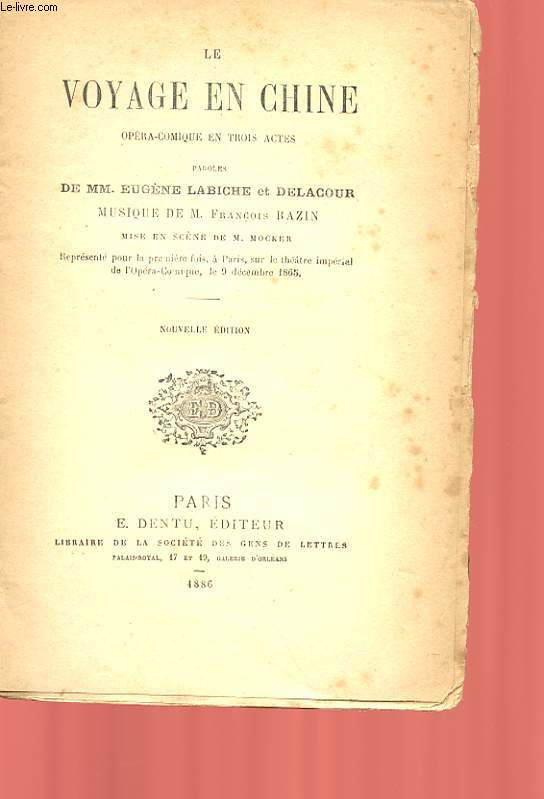 Le-livre.com
LE
VOYAGE EN CHINE
OPÉRA-COMIQUE EN TROIS ACTES
PAROLES
DE MM. EUGÈNE LABICHE et DELACOUR
MUSIQUE DE M. FRANÇOIS BAZIN
MISE EN SCÈNE DE M. MOCKER
Représenté pour la première fois, à Paris, sur le théâtre impérial
de l'Opéra-Comique, le 9 décembre 1865.
NOUVELLE ÉDITION
ED
PARIS
E. DENTU, ÉDITEUR
LIBRAIRE DE LA SOCIÉTÉ DES GENS DE LETTRES
PALAIS-ROYAL, 17 ET 19, GALERIE D'ORLÉANS
1886